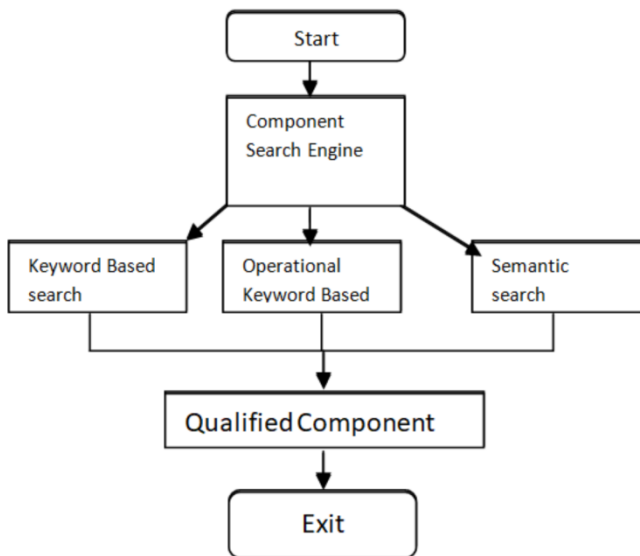 Start
Component
Search Engine
Keyword Based
search
Operational
Keyword Based
Semantic
search
Qualified Component
Exit